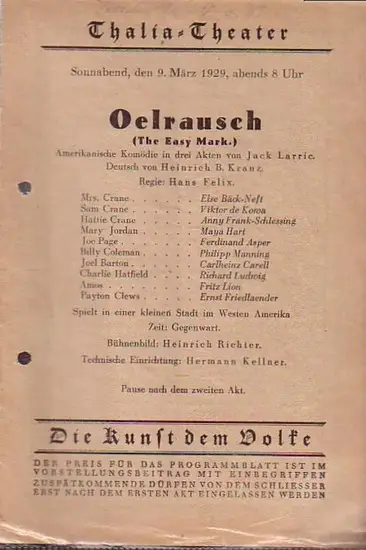 Thalia-Theater
Sonnabend, den 9. März 1929, abends 8 Uhr
Oelrausch
(The Easy Mark.)
Amerikanische Komödie in drei Akten von Jack Larric.
Deutsch von Heinrich B. Kranz.
Regie: Hans Felix.
Mrs. Crane . . . . . . Else Bäck-Neft
Sam Crane . . . . . . Viktor de Kowa
Hattie Crane . . . . . Anny Frank-Schlessing
Mary Jordan . . . . . Maya Hart
Joe Page . . . . . . Ferdinand Asper
Billy Coleman . . . . . Philipp Manning
Joel Barton . . . . . . Carlheinz Carell
Charlie Hatfield . . . . Richard Ludwig
Amos . . . . . . . Fritz Lion
Payton Clews . . . . . Ernst Friedlaender
Spielt in einer kleinen Stadt im Westen Amerika
Zeit: Gegenwart.
Bühnenbild: Heinrich Richter.
Technische Einrichtung: Hermann Kellner.
Pause nach dem zweiten Akt.
Die Kunst dem Volke
DER PREIS FÜR DAS PROGRAMMBLATT IST IM
VORSTELLUNGSBEITRAG MIT EINBEGRIFFEN
ZUSPÄTKOMMENDE DÜRFEN VON DEM SCHLIESSER
ERST NACH DEM ERSTEN AKT EINGELASSEN WERDEN